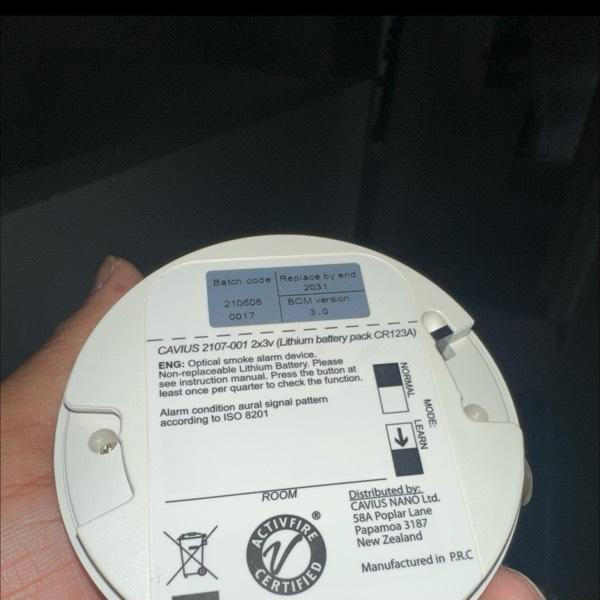 Batch code
210608
0017
Replace by end
2031
BOM version
3.0
CAVIUS 2107-001 2x3v (Lithium battery pack CR123A)
ENG: Optical smoke alarm device.
Non-replaceable Lithium Battery. Please
see instruction manual. Press the button at
least once per quarter to check the function.
Alarm condition aural signal pattern
according to ISO 8201
MODE:
NORMAL
LEARN
ROOM
ACTIVFIRE®
CERTIFIED
Distributed by:
CAVIUS NANO Ltd.
58A Poplar Lane
Papamoa 3187
New Zealand
Manufactured in P.R.C